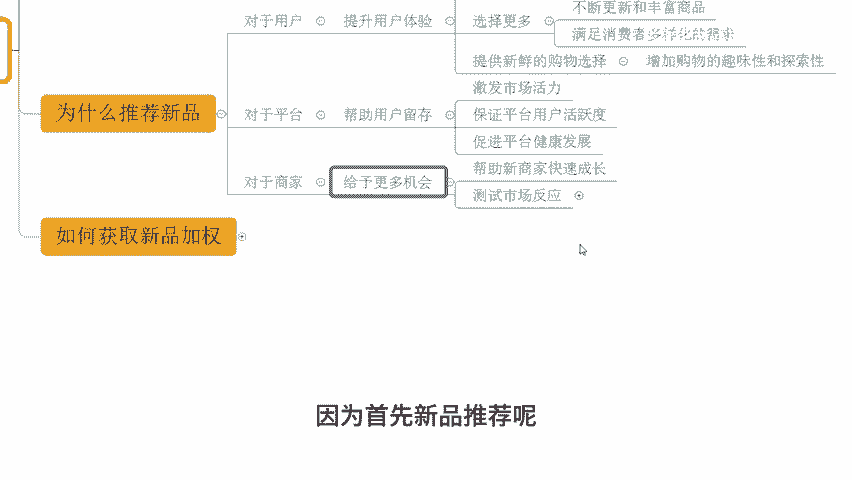 不断更新和丰富商品
对于用户 提升用户体验 选择更多
满足消费者多样化的需求
提供新鲜的购物选择 增加购物的趣味性和探索性
激发市场活力
为什么推荐新品 对于平台 帮助用户留存 保证平台用户活跃度
促进平台健康发展
帮助新商家快速成长
对于商家 给予更多机会
测试市场反应
如何获取新品加权
因为首先新品推荐呢